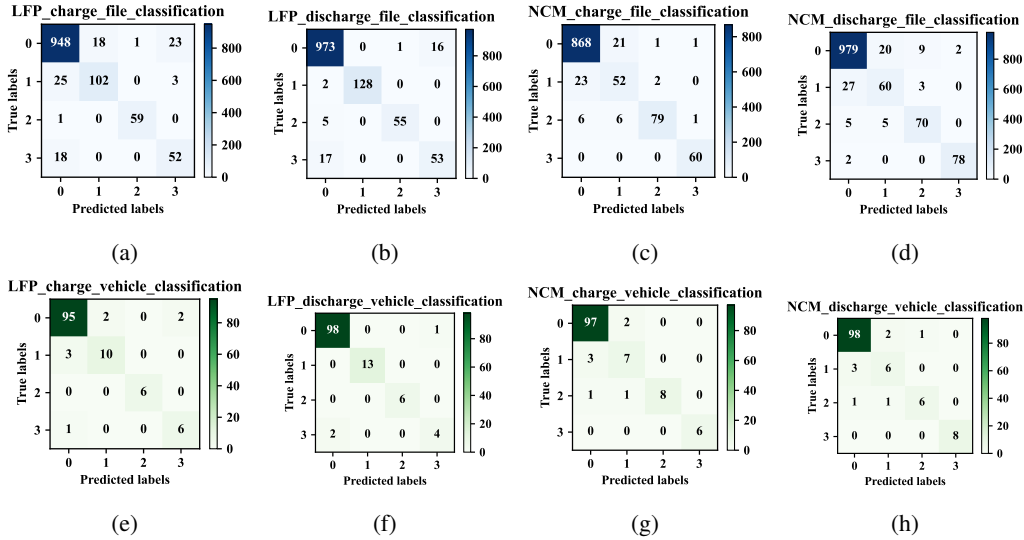 LFP_charge_file_classification
True labels
0 948 18 1 23
1 25 102 0 3
2 1 0 59 0
3 18 0 0 52
0 1 2 3
Predicted labels
800
600
400
200
0
(a)
LFP_discharge_file_classification
True labels
0 973 0 1 16
1 2 128 0 0
2 5 0 55 0
3 17 0 0 53
0 1 2 3
Predicted labels
800
600
400
200
0
(b)
NCM_charge_file_classification
True labels
0 868 21 1 1
1 23 52 2 0
2 6 6 79 1
3 0 0 0 60
0 1 2 3
Predicted labels
800
600
400
200
0
(c)
NCM_discharge_file_classification
True labels
0 979 20 9 2
1 27 60 3 0
2 5 5 70 0
3 2 0 0 78
0 1 2 3
Predicted labels
800
600
400
200
0
(d)
LFP_charge_vehicle_classification
True labels
0 95 2 0 2
1 3 10 0 0
2 0 0 6 0
3 1 0 0 6
0 1 2 3
Predicted labels
80
60
40
20
0
(e)
LFP_discharge_vehicle_classification
True labels
0 98 0 0 1
1 0 13 0 0
2 0 0 6 0
3 2 0 0 4
0 1 2 3
Predicted labels
80
60
40
20
0
(f)
NCM_charge_vehicle_classification
True labels
0 97 2 0 0
1 3 7 0 0
2 1 1 8 0
3 0 0 0 6
0 1 2 3
Predicted labels
80
60
40
20
0
(g)
NCM_discharge_vehicle_classification
True labels
0 98 2 1 0
1 3 6 0 0
2 1 1 6 0
3 0 0 0 8
0 1 2 3
Predicted labels
80
60
40
20
0
(h)